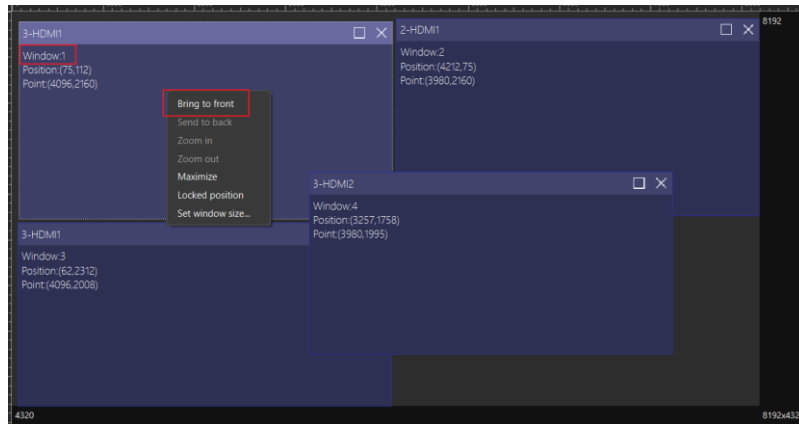 8192
3-HDMI1
Window:1
Position:(75,112)
Point:(4096,2160)
2-HDMI1
Window:2
Position:(4212,75)
Point:(3980,2160)
Bring to front
Send to back
Zoom in
Zoom out
Maximize
Locked position
Set window size...
3-HDMI2
Window:4
Position:(3257,1758)
Point:(3980,1995)
3-HDMI1
Window:3
Position:(62,2312)
Point:(4096,2008)
4320
8192x432